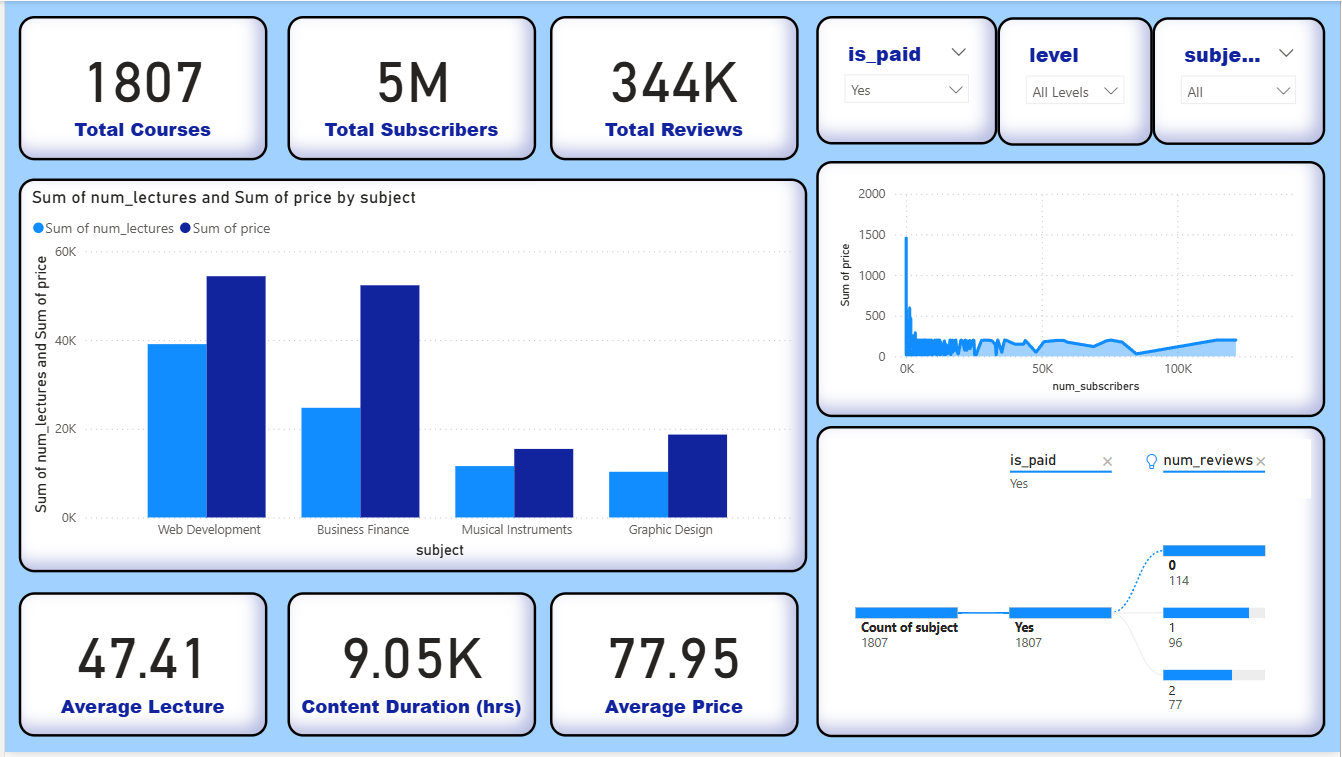 1807
Total Courses
5M
Total Subscribers
344K
Total Reviews
is_paid
Yes
level
All Levels
subje...
All
Sum of num_lectures and Sum of price by subject
Sum of num_lectures Sum of price
Sum of num_lectures and Sum of price
60K
40K
20K
0K
Web Development Business Finance Musical Instruments Graphic Design
subject
Sum of price
2000
1500
1000
500
0
0K 50K 100K
num_subscribers
47.41
Average Lecture
9.05K
Content Duration (hrs)
77.95
Average Price
is_paid
Yes
num_reviews
Count of subject
1807
Yes
1807
0
114
1
96
2
77